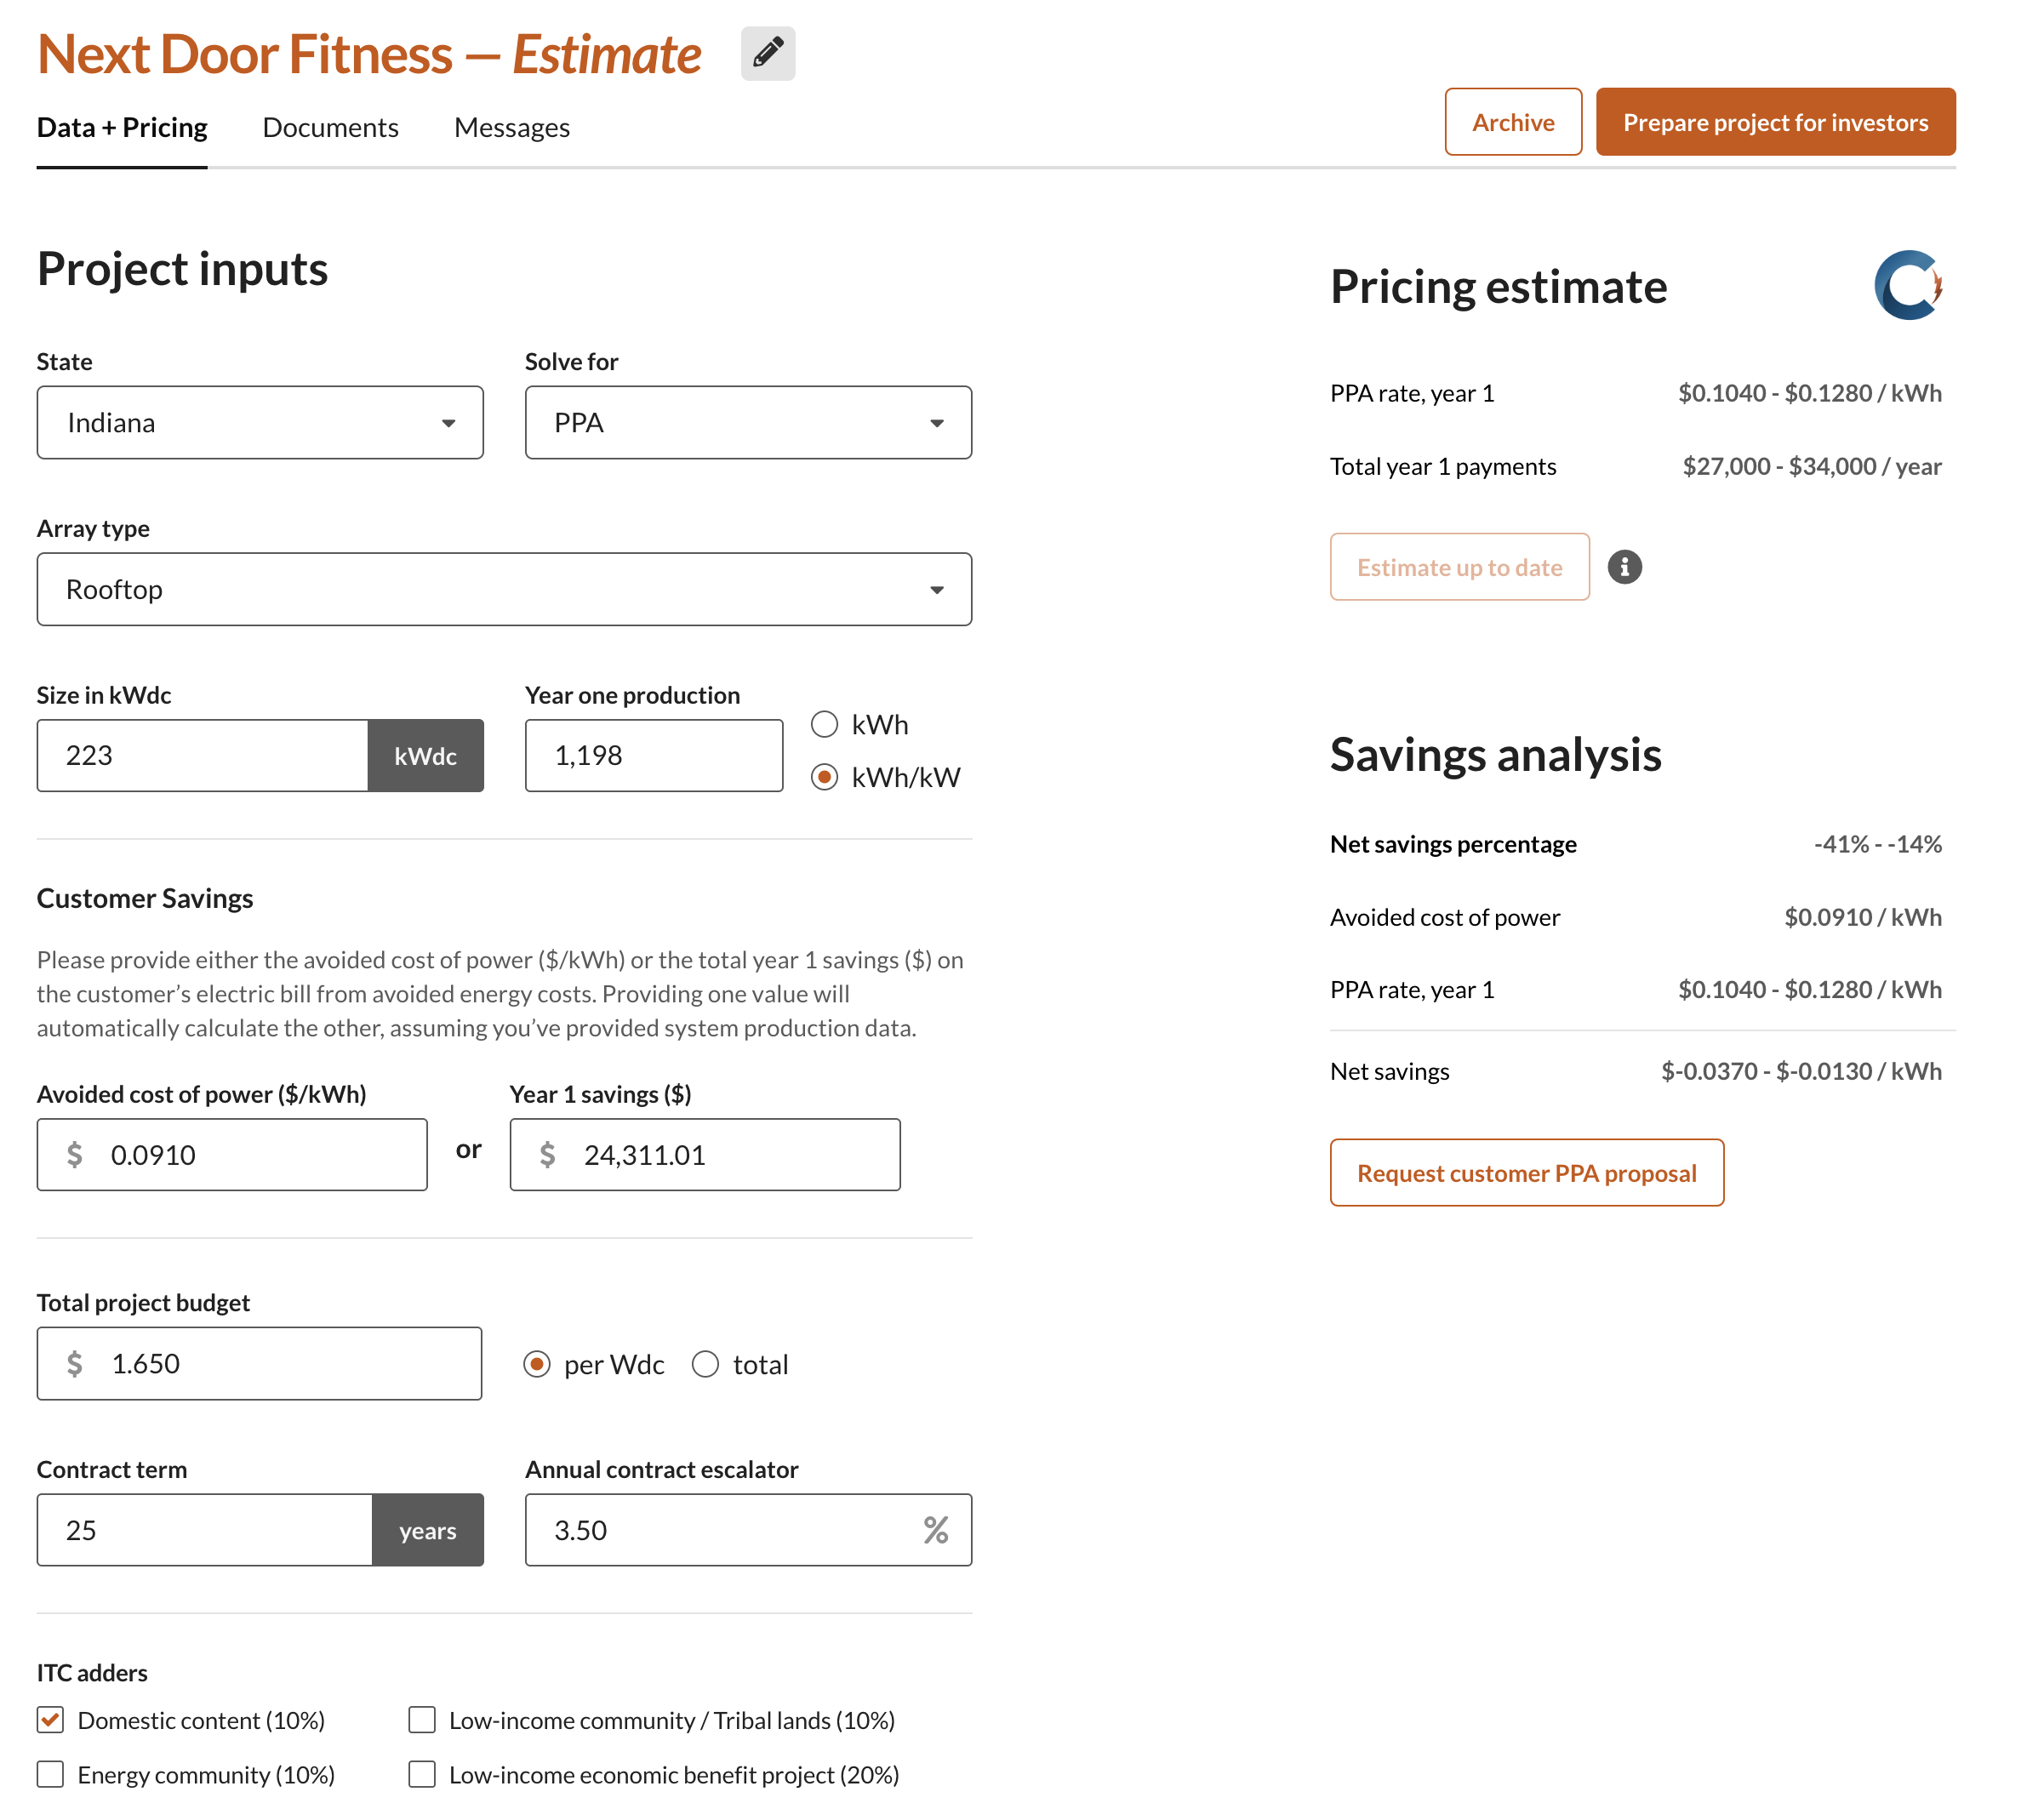 Next Door Fitness – Estimate
Data + Pricing
Documents
Messages
Archive
Prepare project for investors
Project inputs
State
Solve for
Indiana
PPA
Array type
Rooftop
Size in kWdc
Year one production
223
kWdc
1,198
kWh
kWh/kW
Customer Savings
Please provide either the avoided cost of power ($/kWh) or the total year 1 savings ($) on
the customer’s electric bill from avoided energy costs. Providing one value will
automatically calculate the other, assuming you’ve provided system production data.
Avoided cost of power ($/kWh)
Year 1 savings ($)
$ 0.0910
or
$ 24,311.01
Total project budget
$ 1.650
per Wdc
total
Contract term
Annual contract escalator
25
years
3.50
%
ITC adders
Domestic content (10%)
Low-income community / Tribal lands (10%)
Energy community (10%)
Low-income economic benefit project (20%)
Pricing estimate
PPA rate, year 1
$0.1040 - $0.1280 / kWh
Total year 1 payments
$27,000 - $34,000 / year
Estimate up to date
Savings analysis
Net savings percentage
-41% - -14%
Avoided cost of power
$0.0910 / kWh
PPA rate, year 1
$0.1040 - $0.1280 / kWh
Net savings
$-0.0370 - $-0.0130 / kWh
Request customer PPA proposal